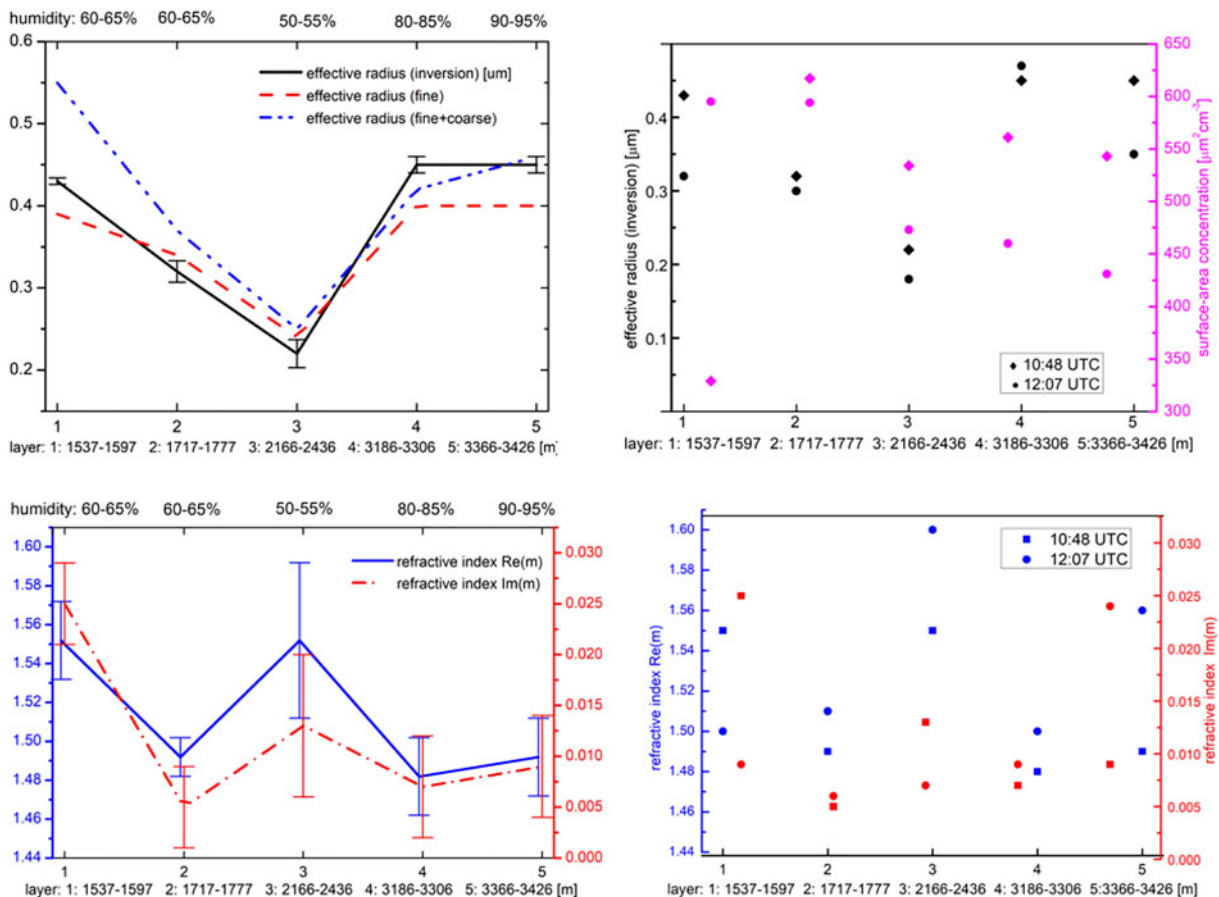 humidity: 60-65% 60-65% 50-55% 80-85% 90-95%
0.6
0.5
0.4
0.3
0.2
effective radius (inversion) [um]
effective radius (fine)
effective radius (fine+coarse)
1 2 3 4 5
layer: 1: 1537-1597 2: 1717-1777 3: 2166-2436 4: 3186-3306 5: 3366-3426 [m]
effective radius (inversion) [µm]
0.4
0.3
0.2
0.1
650
600
550
500
450
400
350
300
surface-area concentration [µm²cm⁻³]
10:48 UTC
12:07 UTC
1 2 3 4 5
layer: 1: 1537-1597 2: 1717-1777 3: 2166-2436 4: 3186-3306 5:3366-3426 [m]
humidity: 60-65% 60-65% 50-55% 80-85% 90-95%
1.60
1.58
1.56
1.54
1.52
1.50
1.48
1.46
1.44
refractive index Re(m)
refractive index Im(m)
0.030
0.025
0.020
0.015
0.010
0.005
0.000
1 2 3 4 5
layer: 1: 1537-1597 2: 1717-1777 3: 2166-2436 4: 3186-3306 5:3366-3426 [m]
refractive index Re(m)
1.60
1.58
1.56
1.54
1.51
1.50
1.48
1.46
1.44
10:48 UTC
12:07 UTC
0.030
0.025
0.020
0.015
0.010
0.005
0.000
refractive index Im(m)
1 2 3 4 5
layer: 1: 1537-1597 2: 1717-1777 3: 2166-2436 4: 3186-3306 5:3366-3426 [m]